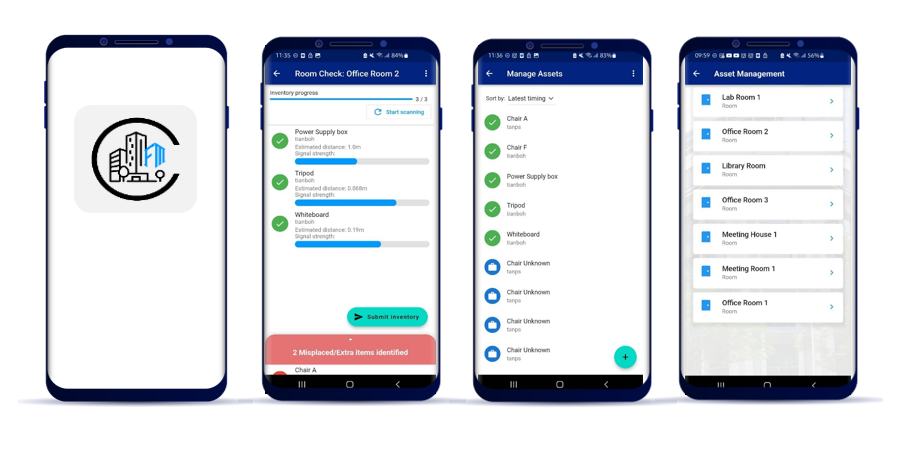 11:35
84%
Room Check: Office Room 2
Inventory progress
3 / 3
Start scanning
Power Supply box
tianboh
Estimated distance: 1.0m
Signal strength:
Tripod
tianboh
Estimated distance: 0.068m
Signal strength:
Whiteboard
tianboh
Estimated distance: 0.19m
Signal strength:
Submit inventory
2 Misplaced/Extra items identified
Chair A
11:36
83%
Manage Assets
Sort by: Latest timing
Chair A
tanps
Chair F
tianboh
Power Supply box
tianboh
Tripod
tianboh
Whiteboard
tianboh
Chair Unknown
tanps
Chair Unknown
tanps
Chair Unknown
tanps
Chair Unknown
tanps
09:59
56%
Asset Management
Lab Room 1
Room
Office Room 2
Room
Library Room
Room
Office Room 3
Room
Meeting House 1
Room
Meeting Room 1
Room
Office Room 1
Room